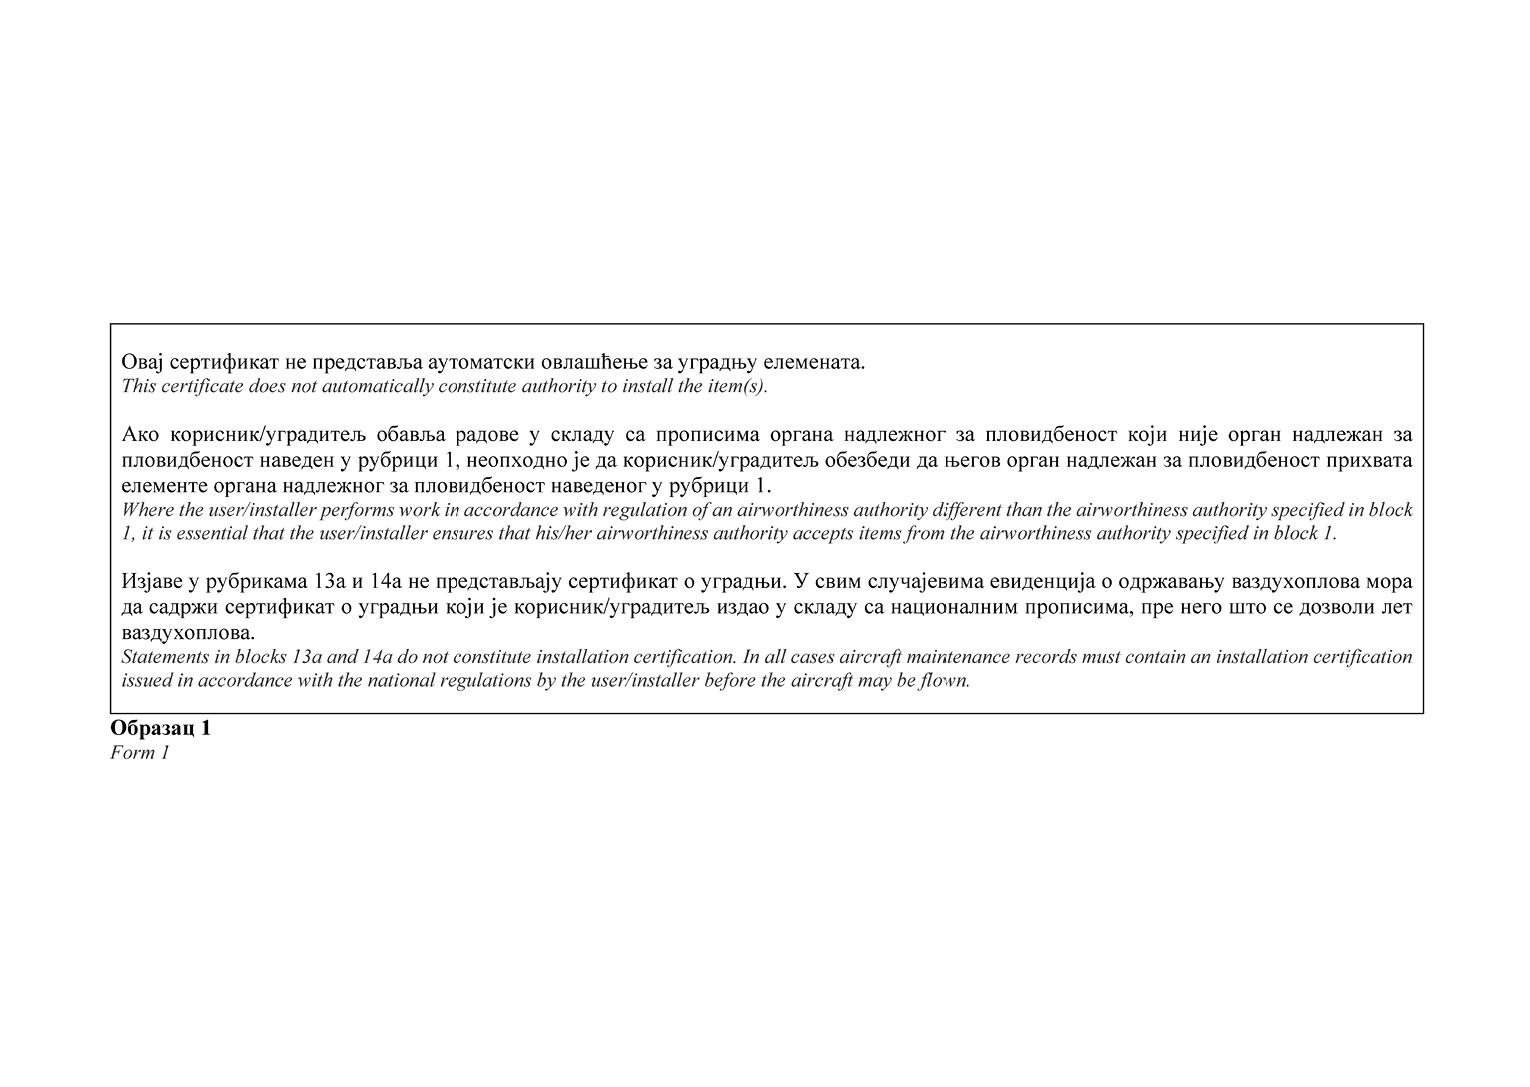 Овај сертификат не представља аутоматски овлашћење за уградњу елемената.
This certificate does not automatically constitute authority to install the item(s).
Ако корисник/уградитељ обавља радове у складу са прописима органа надлежног за пловидбеност који није орган надлежан за
пловидбеност наведен у рубрици 1, неопходно је да корисник/уградитељ обезбеди да његов орган надлежан за пловидбеност прихвата
елементе органа надлежног за пловидбеност наведеног у рубрици 1.
Where the user/installer performs work in accordance with regulation of an airworthiness authority different than the airworthiness authority specified in block
1, it is essential that the user/installer ensures that his/her airworthiness authority accepts items from the airworthiness authority specified in block 1.
Изјаве у рубрикама 13а и 14а не представљају сертификат о уградњи. У свим случајевима евиденција о одржавању ваздухоплова мора
да садржи сертификат о уградњи који је корисник/уградитељ издао у складу са националним прописима, пре него што се дозволи лет
ваздухоплова.
Statements in blocks 13a and 14a do not constitute installation certification. In all cases aircraft maintenance records must contain an installation certification
issued in accordance with the national regulations by the user/installer before the aircraft may be flown.
Образац 1
Form 1